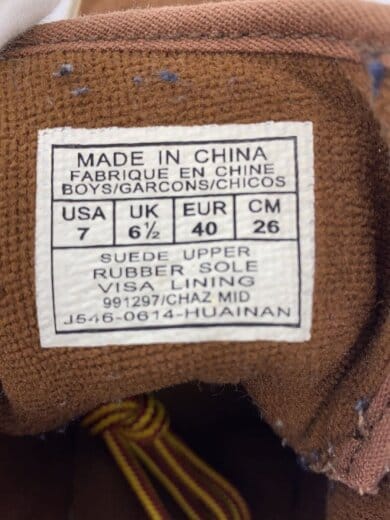 MADE IN CHINA
FABRIQUE EN CHINE
BOYS/GARCONS/CHICOS
USA UK EUR CM
7 6½ 40 26
SUEDE UPPER
RUBBER SOLE
VISA LINING
991297/CHAZ MID
J546-0614-HUAINAN